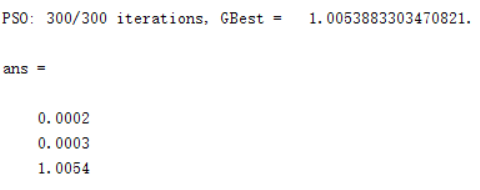 PSO: 300/300 iterations, GBest =   1.0053883303470821.
ans =
0.0002
0.0003
1.0054